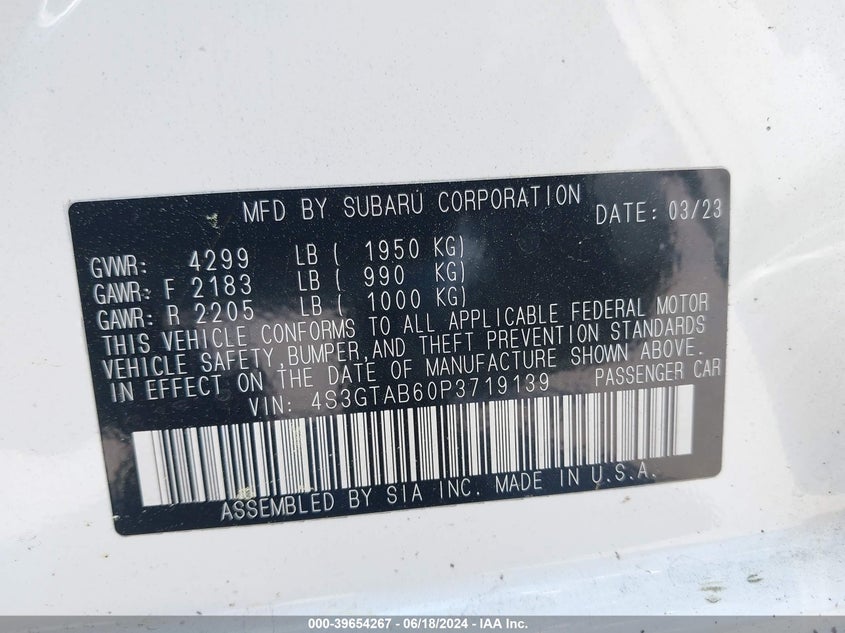 MFD BY SUBARU CORPORATION DATE: 03/23
GVWR: 4299 LB ( 1950 KG)
GAWR: F 2183 LB ( 990 KG)
GAWR: R 2205 LB ( 1000 KG)
THIS VEHICLE CONFORMS TO ALL APPLICABLE FEDERAL MOTOR
VEHICLE SAFETY,BUMPER,AND THEFT PREVENTION STANDARDS
IN EFFECT ON THE DATE OF MANUFACTURE SHOWN ABOVE.
VIN: 4S3GTAB60P3719139 PASSENGER CAR
ASSEMBLED BY SIA INC. MADE IN U.S.A.
000-39654267 - 06/18/2024 - IAA Inc.